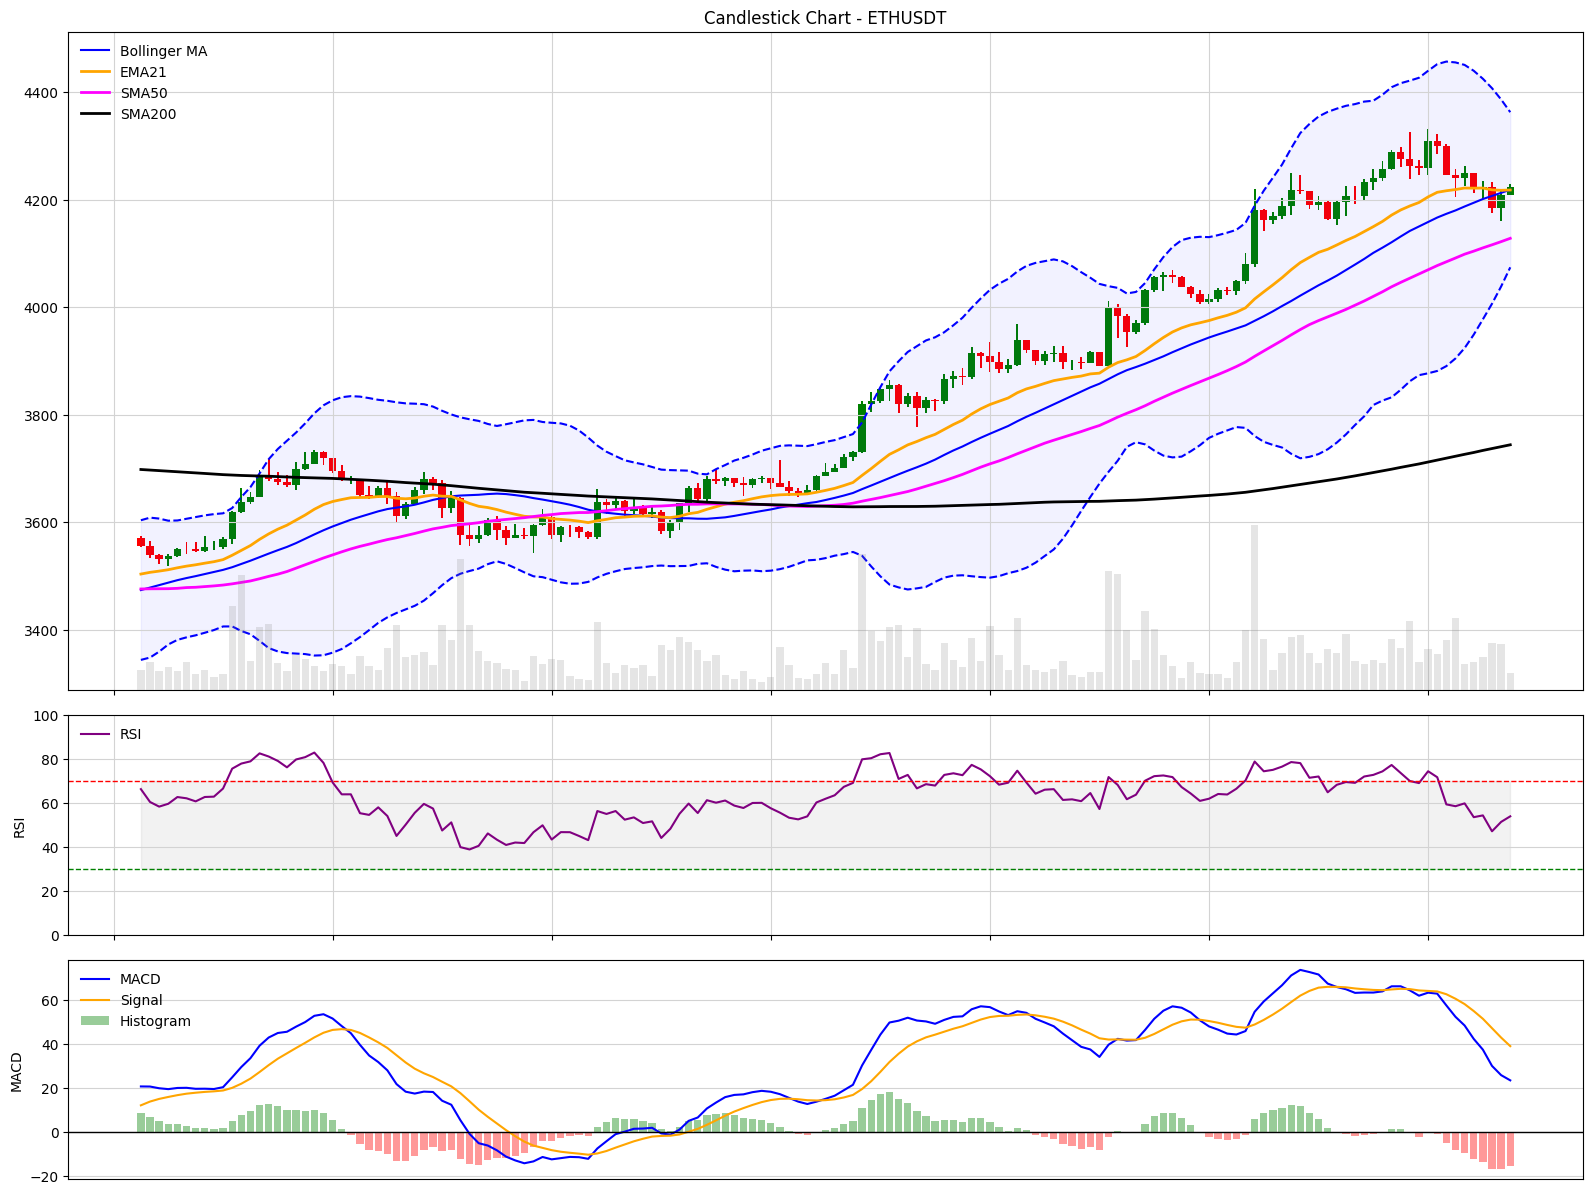 Candlestick Chart - ETHUSDT
Bollinger MA
EMA21
SMA50
SMA200
4400
4200
4000
3800
3600
3400
RSI
100
80
60
40
20
0
RSI
MACD
Signal
Histogram
60
40
20
0
−20
MACD